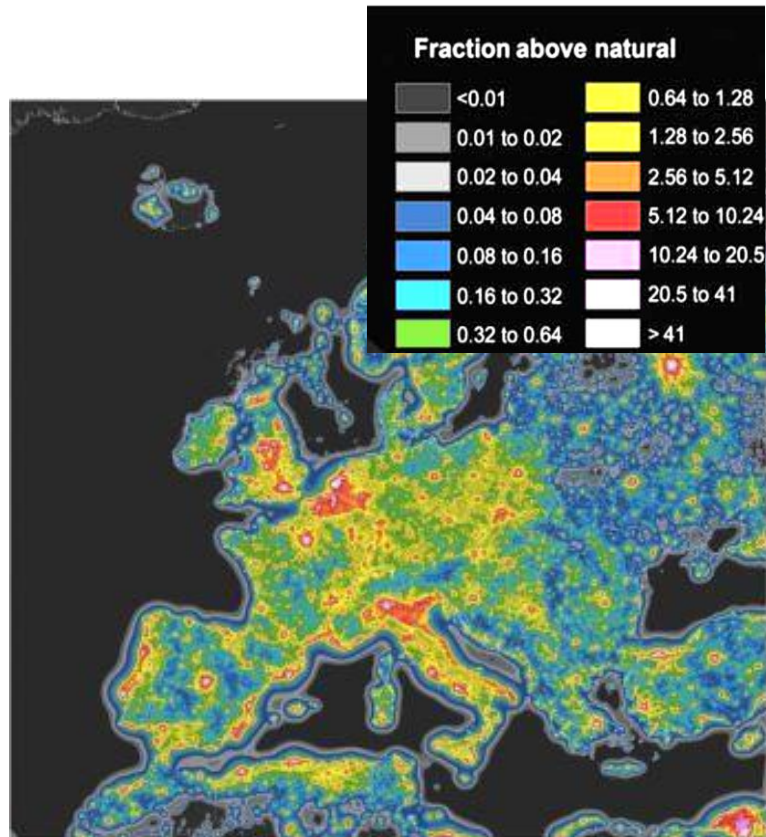 Fraction above natural
<0.01
0.01 to 0.02
0.02 to 0.04
0.04 to 0.08
0.08 to 0.16
0.16 to 0.32
0.32 to 0.64
0.64 to 1.28
1.28 to 2.56
2.56 to 5.12
5.12 to 10.24
10.24 to 20.5
20.5 to 41
> 41